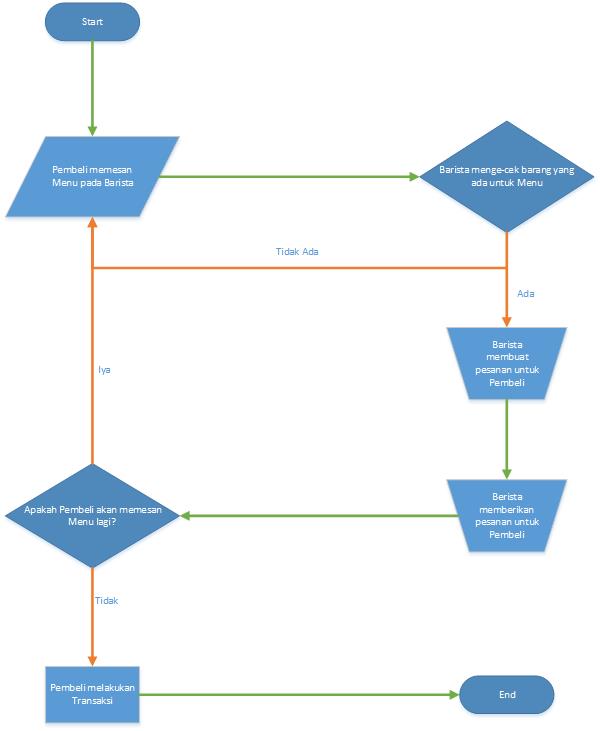 Start
Pembeli memesan
Menu pada Barista
Barista menge-cek barang yang
ada untuk Menu
Tidak Ada
Ada
Barista
membuat
pesanan untuk
Pembeli
Iya
Berista
memberikan
pesanan untuk
Pembeli
Apakah Pembeli akan memesan
Menu lagi?
Tidak
Pembeli melakukan
Transaksi
End